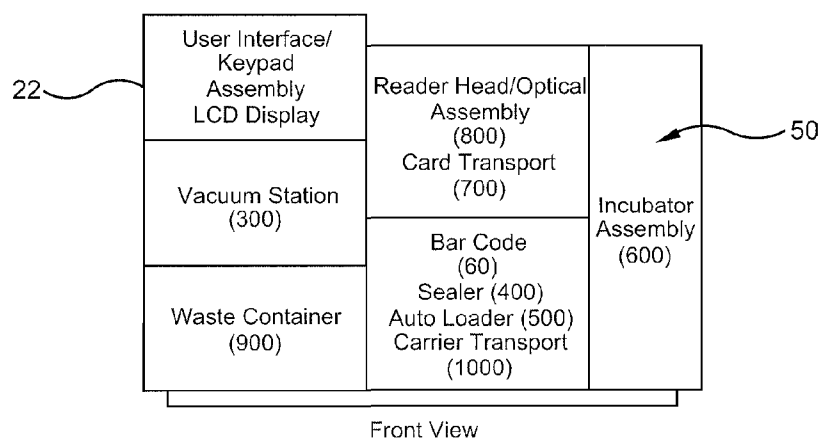 User Interface/
Keypad
Assembly
LCD Display
22
Vacuum Station
(300)
Waste Container
(900)
Reader Head/Optical
Assembly
(800)
Card Transport
(700)
Bar Code
(60)
Sealer (400)
Auto Loader (500)
Carrier Transport
(1000)
Incubator
Assembly
(600)
50
Front View